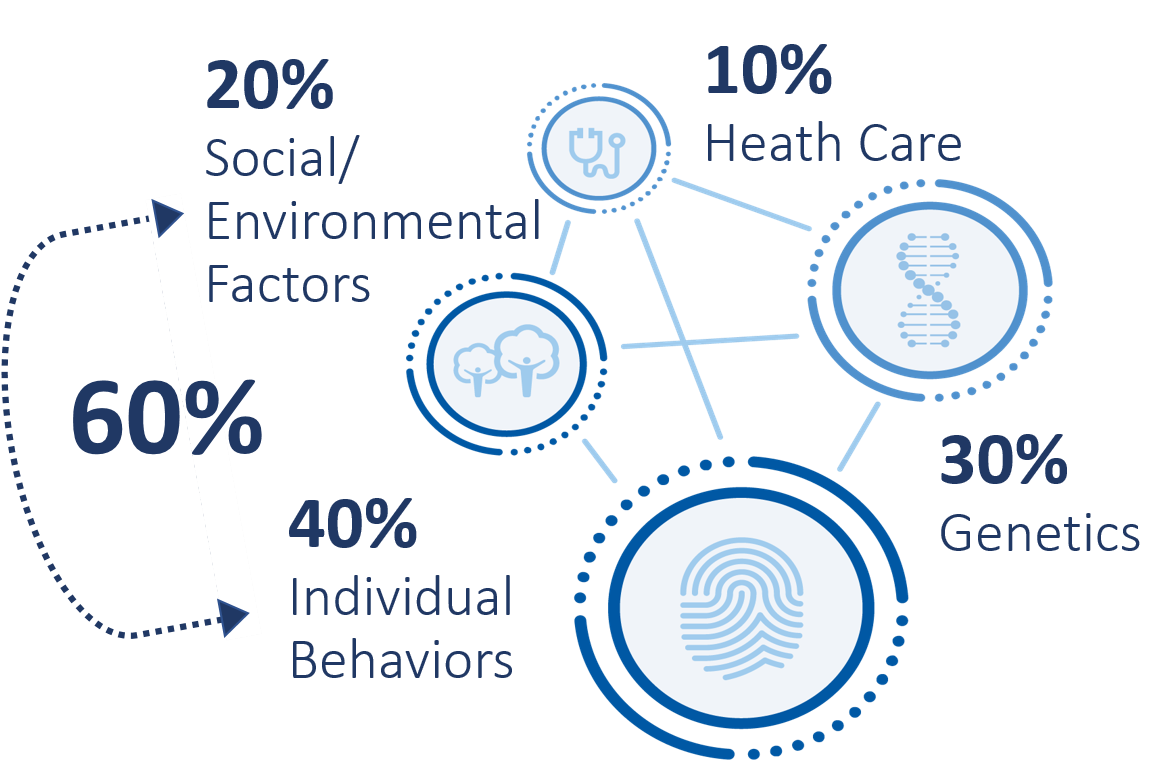 20%
Social/
Environmental
Factors
10%
Heath Care
60%
30%
Genetics
40%
Individual
Behaviors